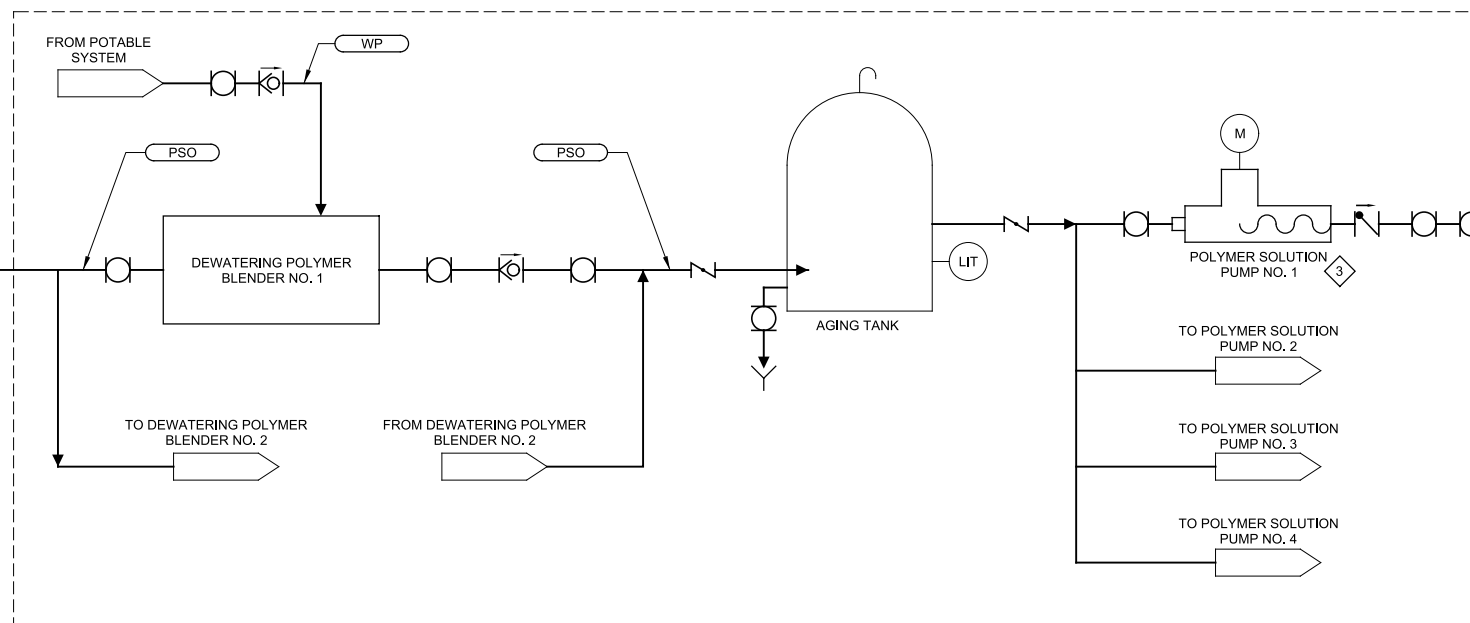 FROM POTABLE
SYSTEM
WP
PSO
PSO
M
DEWATERING POLYMER
BLENDER NO. 1
LIT
POLYMER SOLUTION
PUMP NO. 1
3
AGING TANK
TO POLYMER SOLUTION
PUMP NO. 2
TO DEWATERING POLYMER
BLENDER NO. 2
FROM DEWATERING POLYMER
BLENDER NO. 2
TO POLYMER SOLUTION
PUMP NO. 3
TO POLYMER SOLUTION
PUMP NO. 4